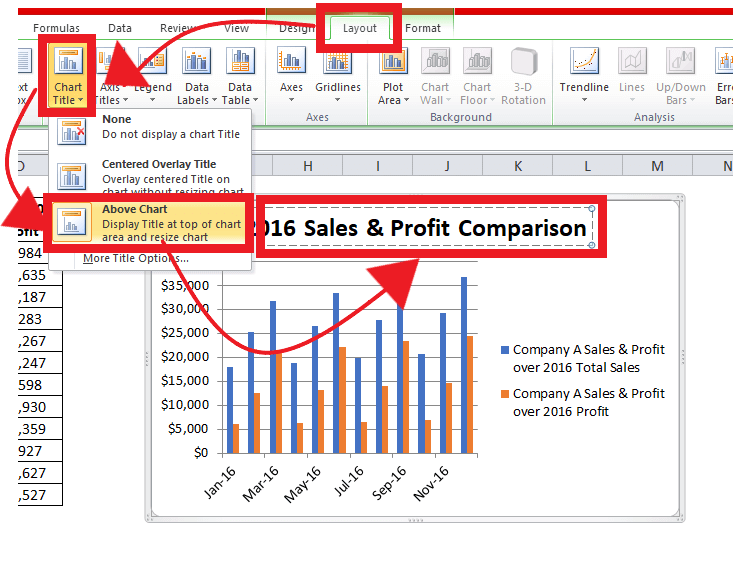 Formulas Data Review View Design Layout Format
Chart Axis Legend Data Data Axes Gridlines Plot Chart Chart 3-D Trendline Lines Up/Down
Title Titles Labels Table Area Wall Floor Rotation Bars Bars
Axes Background Analysis
None
Do not display a chart Title
Centered Overlay Title
Overlay centered Title on
chart without resizing chart
Above Chart
Display Title at top of chart
area and resize chart
More Title Options...
H I J K L M N
2016 Sales & Profit Comparison
984
,635
,187
283
,267
,247
598
,930
,359
927
,627
,527
$35,000
$30,000
$25,000
$20,000
$15,000
$10,000
$5,000
$0
Jan-16 Mar-16 May-16 Jul-16 Sep-16 Nov-16
Company A Sales & Profit
over 2016 Total Sales
Company A Sales & Profit
over 2016 Profit